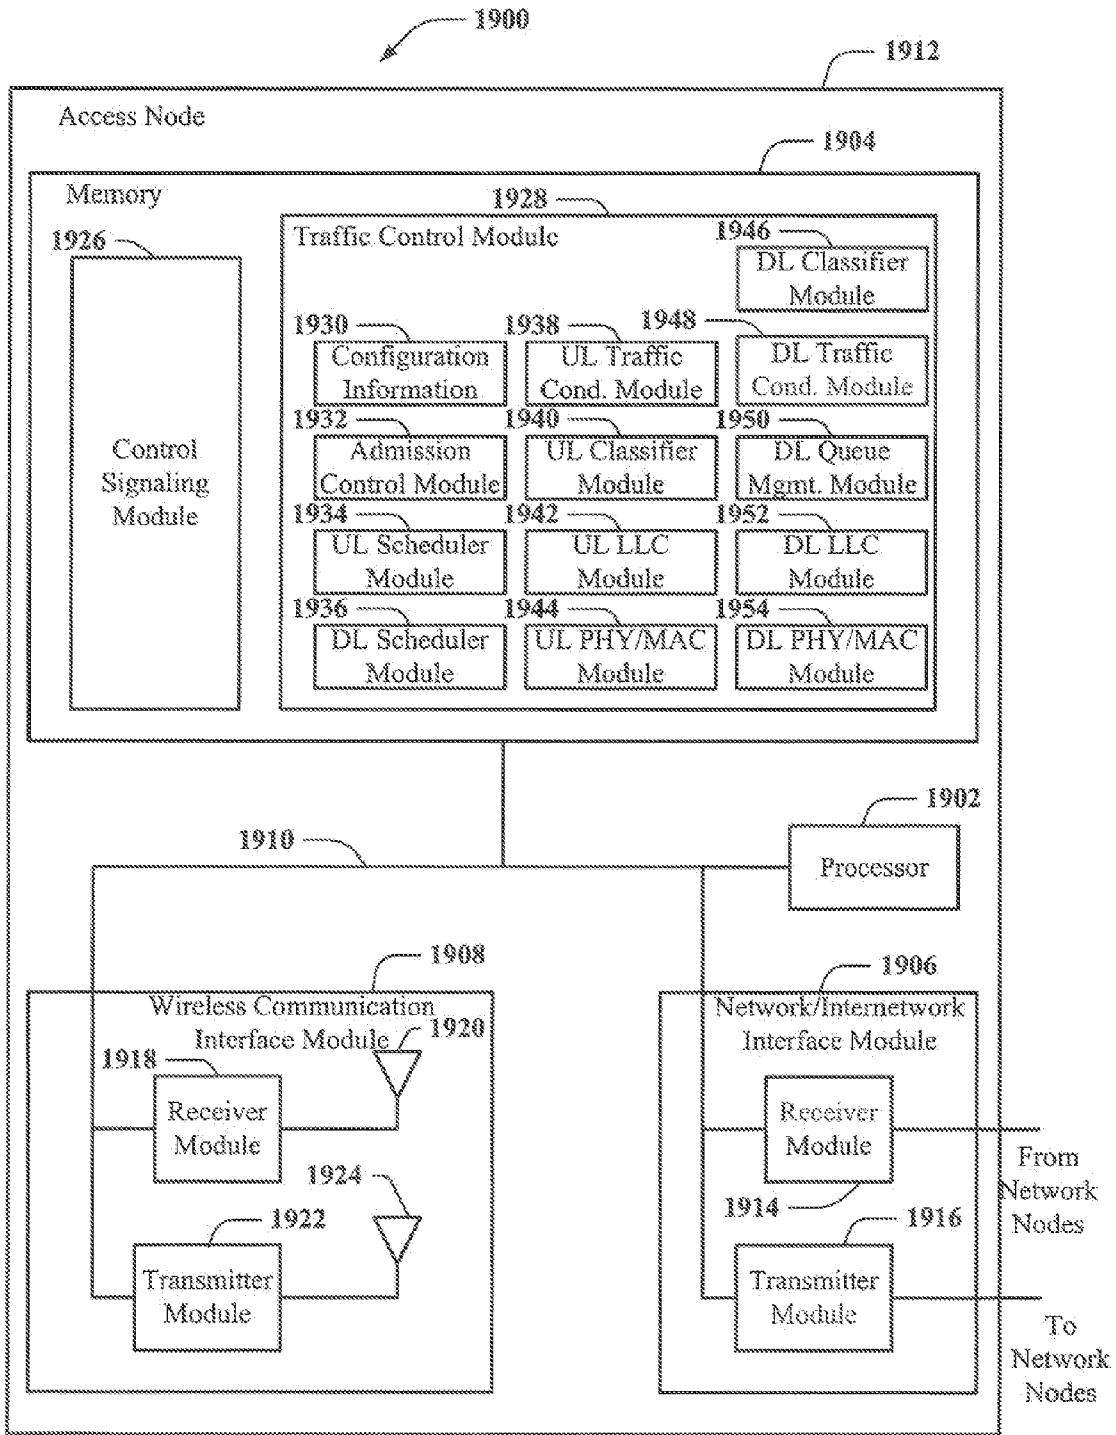 1900
1912
Access Node
1904
Memory
1928
1926
Traffic Control Module
1946
DL Classifier
Module
1930
1938
1948
Configuration
Information
UL Traffic
Cond. Module
DL Traffic
Cond. Module
1932
1940
1950
Admission
Control Module
UL Classifier
Module
DL Queue
Mgmt. Module
Control
Signaling
Module
1934
1942
1952
UL Scheduler
Module
UL LLC
Module
DL LLC
Module
1936
1944
1954
DL Scheduler
Module
UL PHY/MAC
Module
DL PHY/MAC
Module
1902
1910
Processor
1908
1906
Wireless Communication
Interface Module
Network/Internetwork
Interface Module
1920
1918
Receiver
Module
Receiver
Module
From
Network
Nodes
1924
1914
1922
1916
Transmitter
Module
Transmitter
Module
To
Network
Nodes